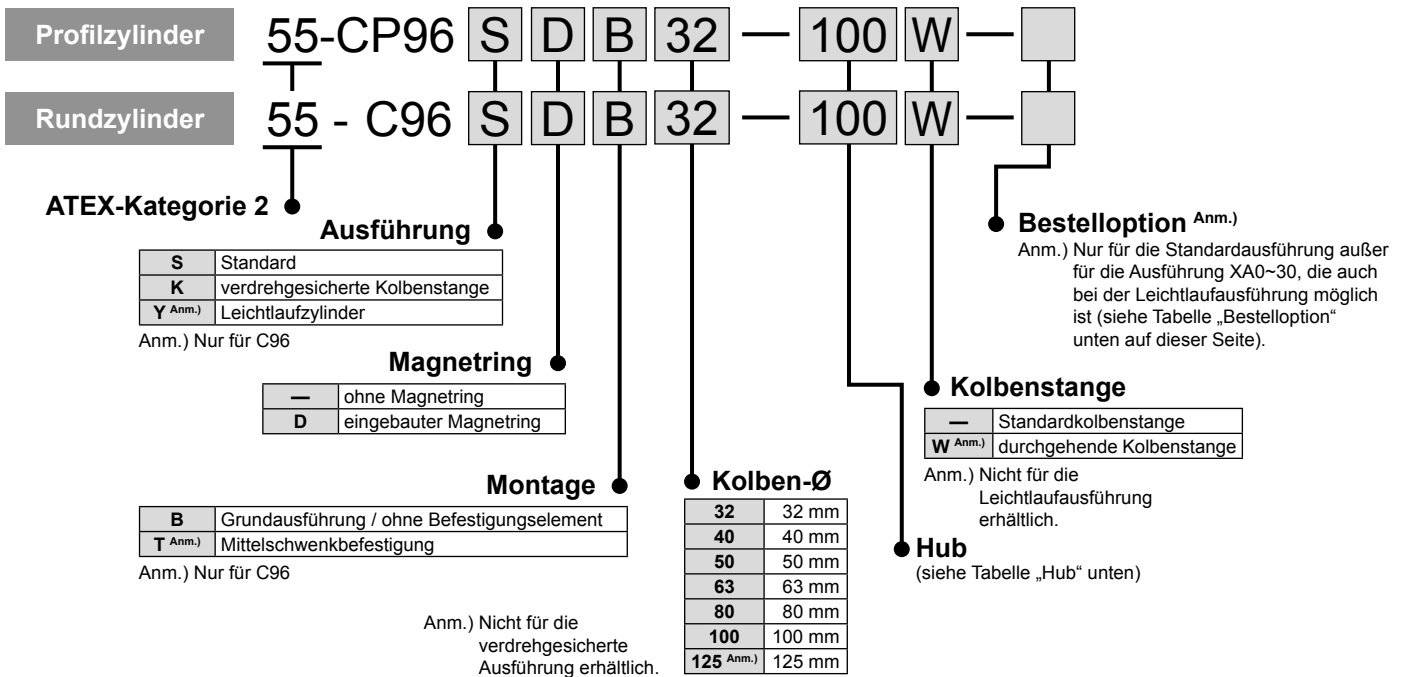 Profilzylinder 55-CP96 S D B 32 — 100 W —
Rundzylinder 55 - C96 S D B 32 — 100 W —
ATEX-Kategorie 2
Ausführung
S Standard
K verdrehgesicherte Kolbenstange
Y Anm.) Leichtlaufzylinder
Anm.) Nur für C96
Magnetring
— ohne Magnetring
D eingebauter Magnetring
Montage
B Grundausführung / ohne Befestigungselement
T Anm.) Mittelschwenkbefestigung
Anm.) Nur für C96
Kolben-Ø
32 32 mm
40 40 mm
50 50 mm
63 63 mm
80 80 mm
100 100 mm
125 Anm.) 125 mm
Anm.) Nicht für die
verdrehgesicherte
Ausführung erhältlich.
Hub
(siehe Tabelle „Hub“ unten)
Kolbenstange
— Standardkolbenstange
W Anm.) durchgehende Kolbenstange
Anm.) Nicht für die
Leichtlaufausführung
erhältlich.
Bestelloption Anm.)
Anm.) Nur für die Standardausführung außer
für die Ausführung XA0~30, die auch
bei der Leichtlaufausführung möglich
ist (siehe Tabelle „Bestelloption“
unten auf dieser Seite).